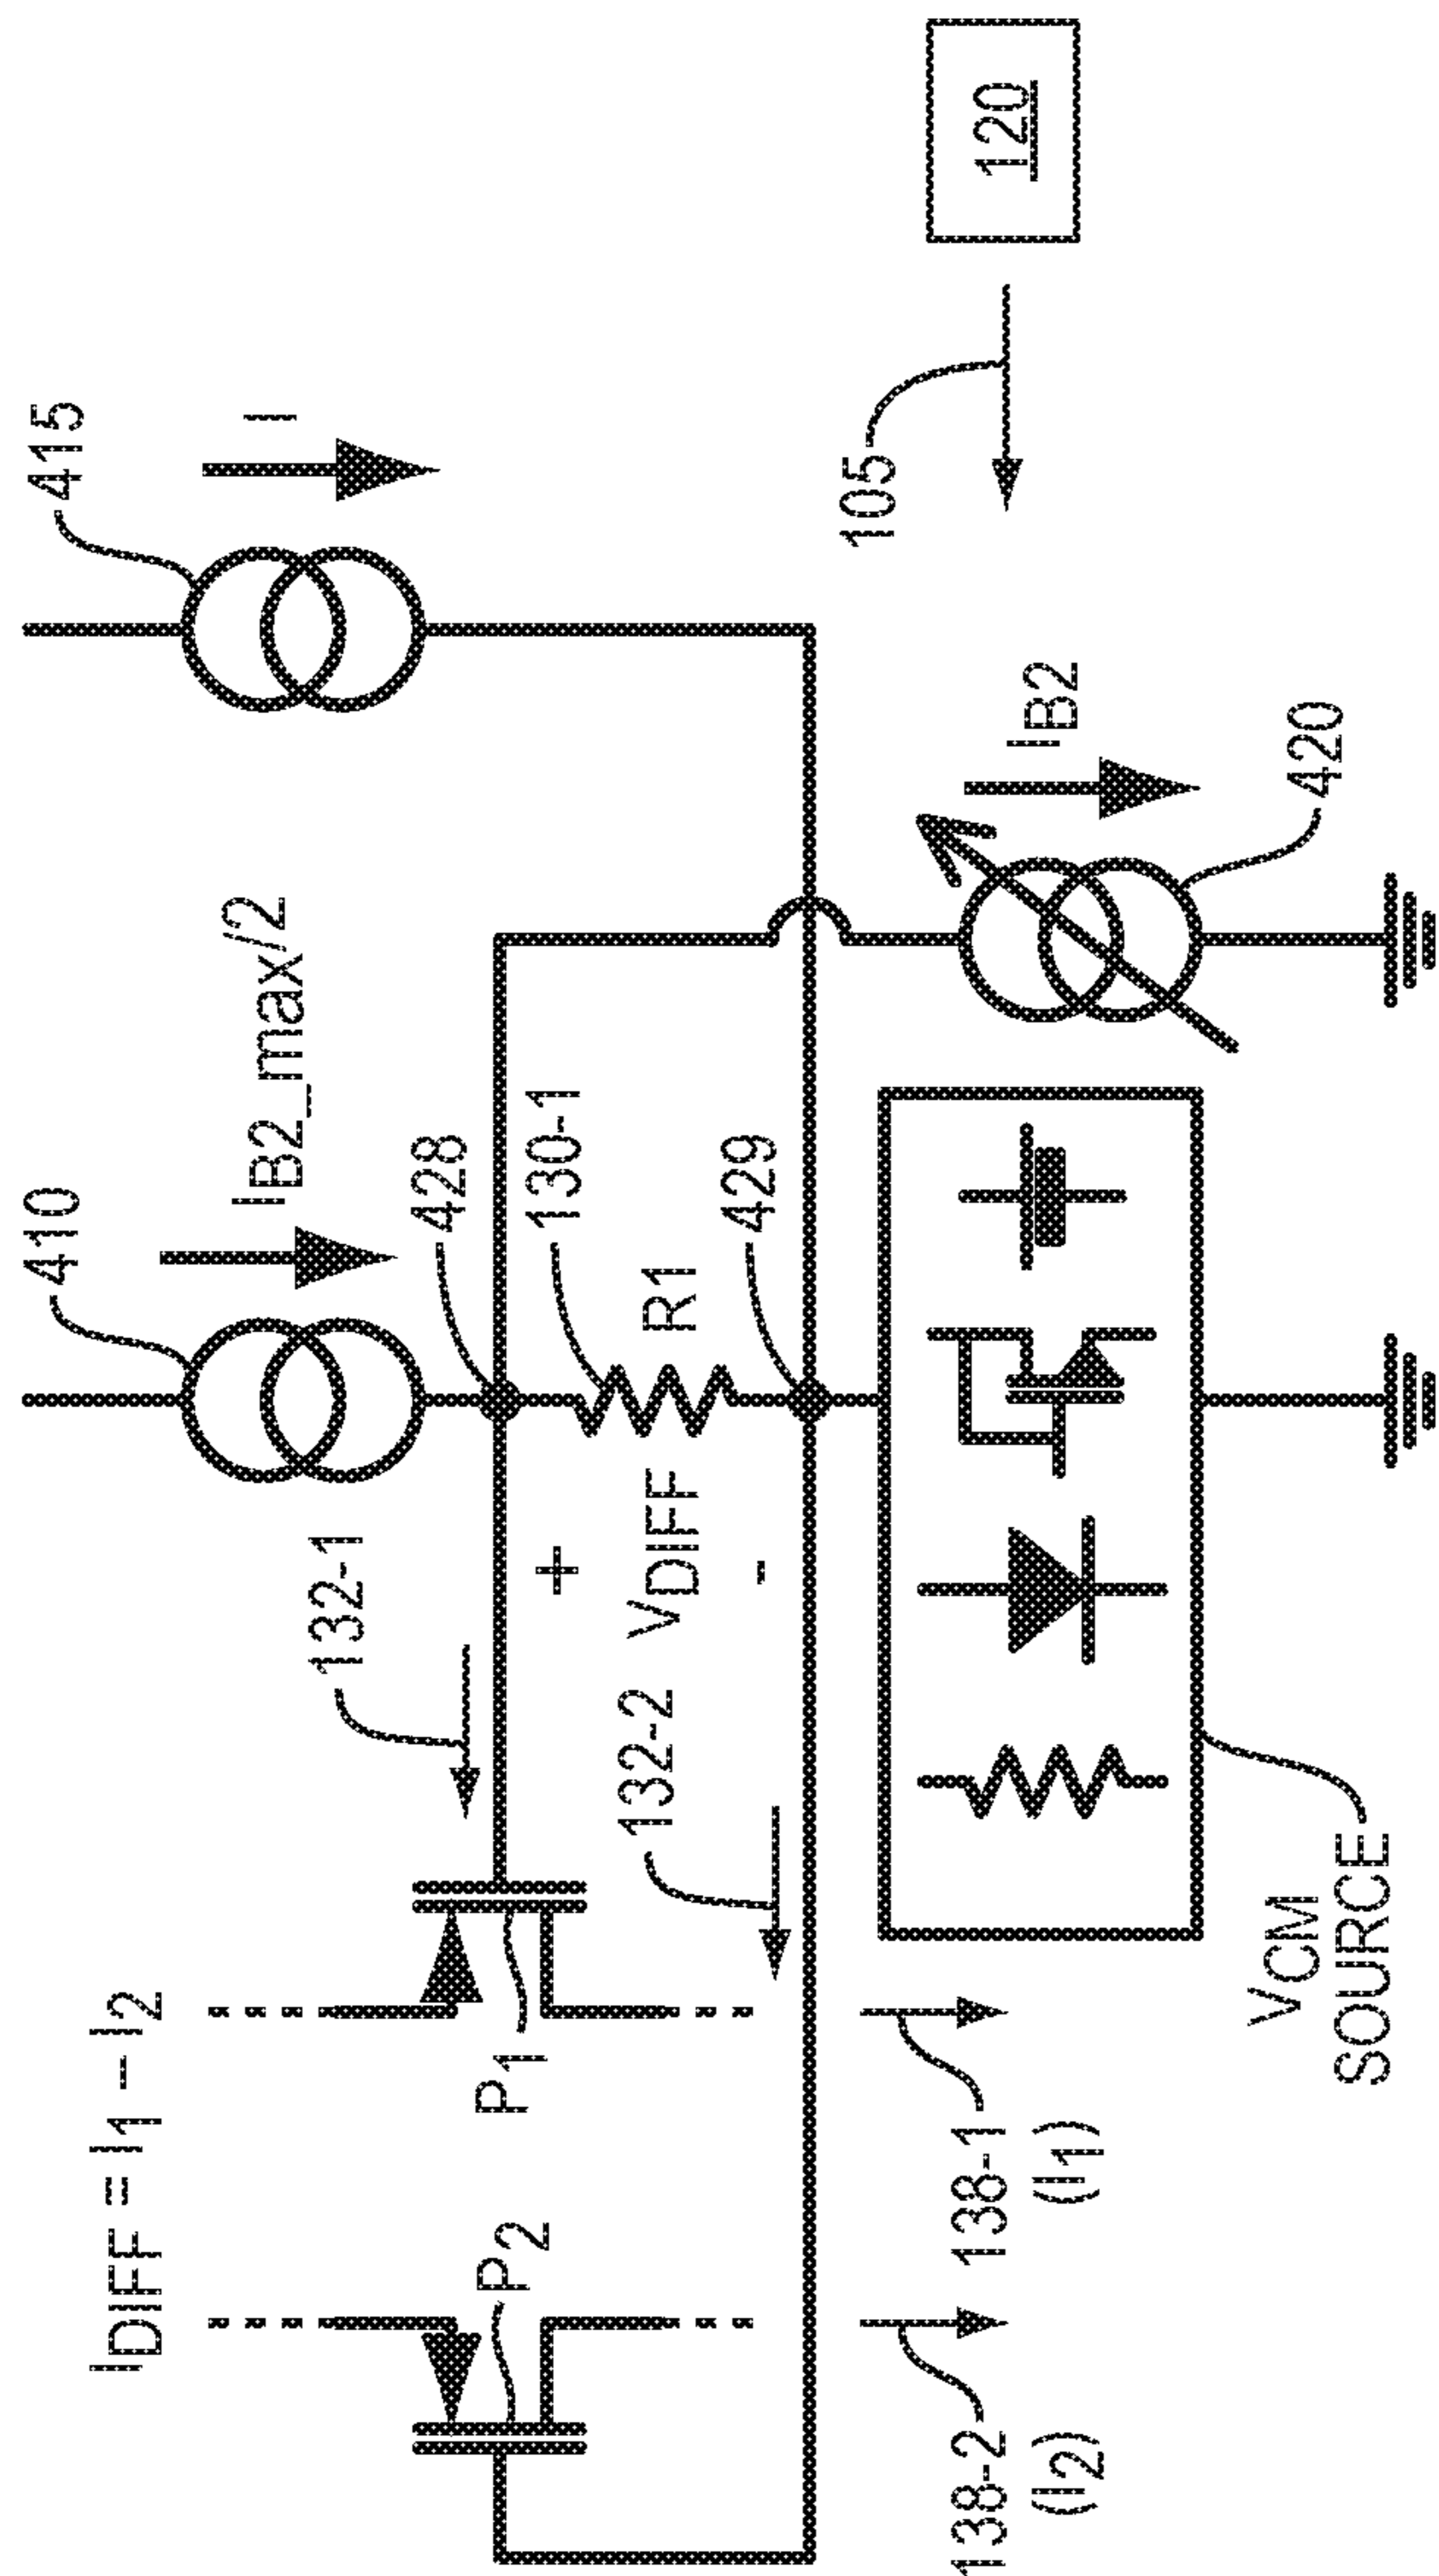 I_DIFF = I_1 – I_2
410
I_B2_max/2
415
I
P_2
P_1
132-1
428
+
130-1
V_DIFF
R1
-
132-2
429
105
120
I_B2
420
138-2
(I_2)
138-1
(I_1)
V_CM
SOURCE